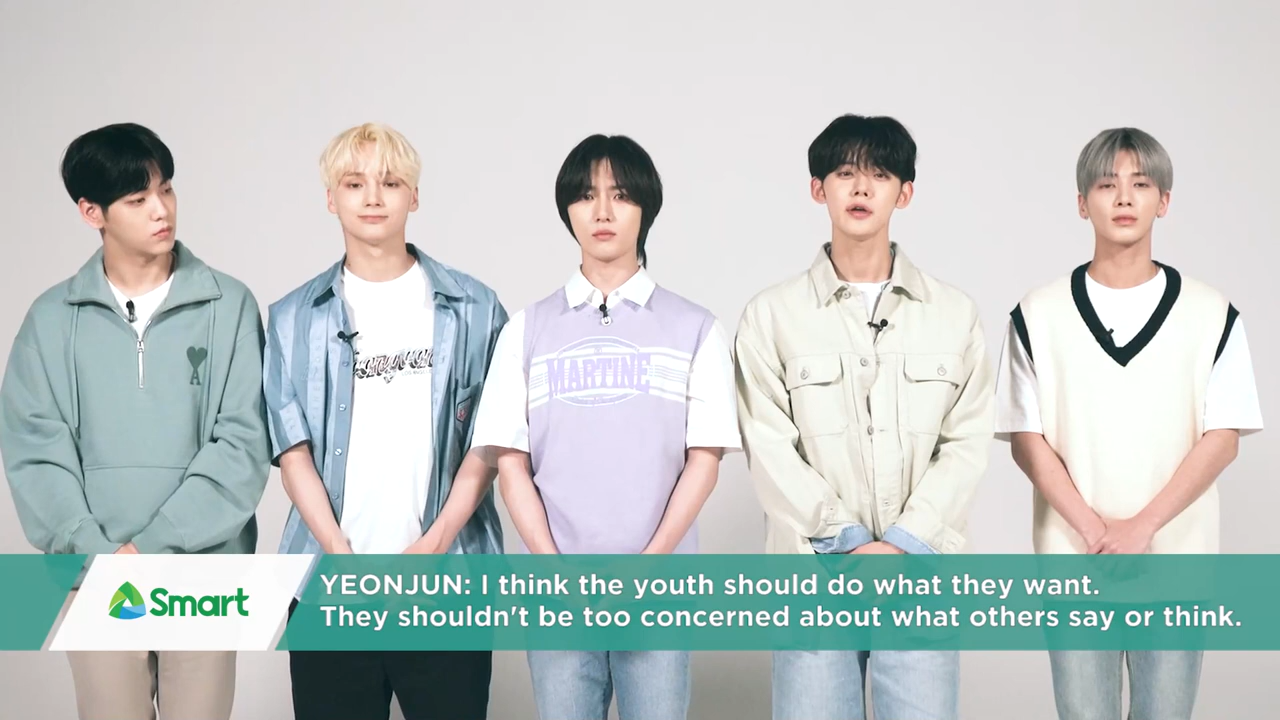 A
MARTINE
Smart
YEONJUN: I think the youth should do what they want.
They shouldn't be too concerned about what others say or think.